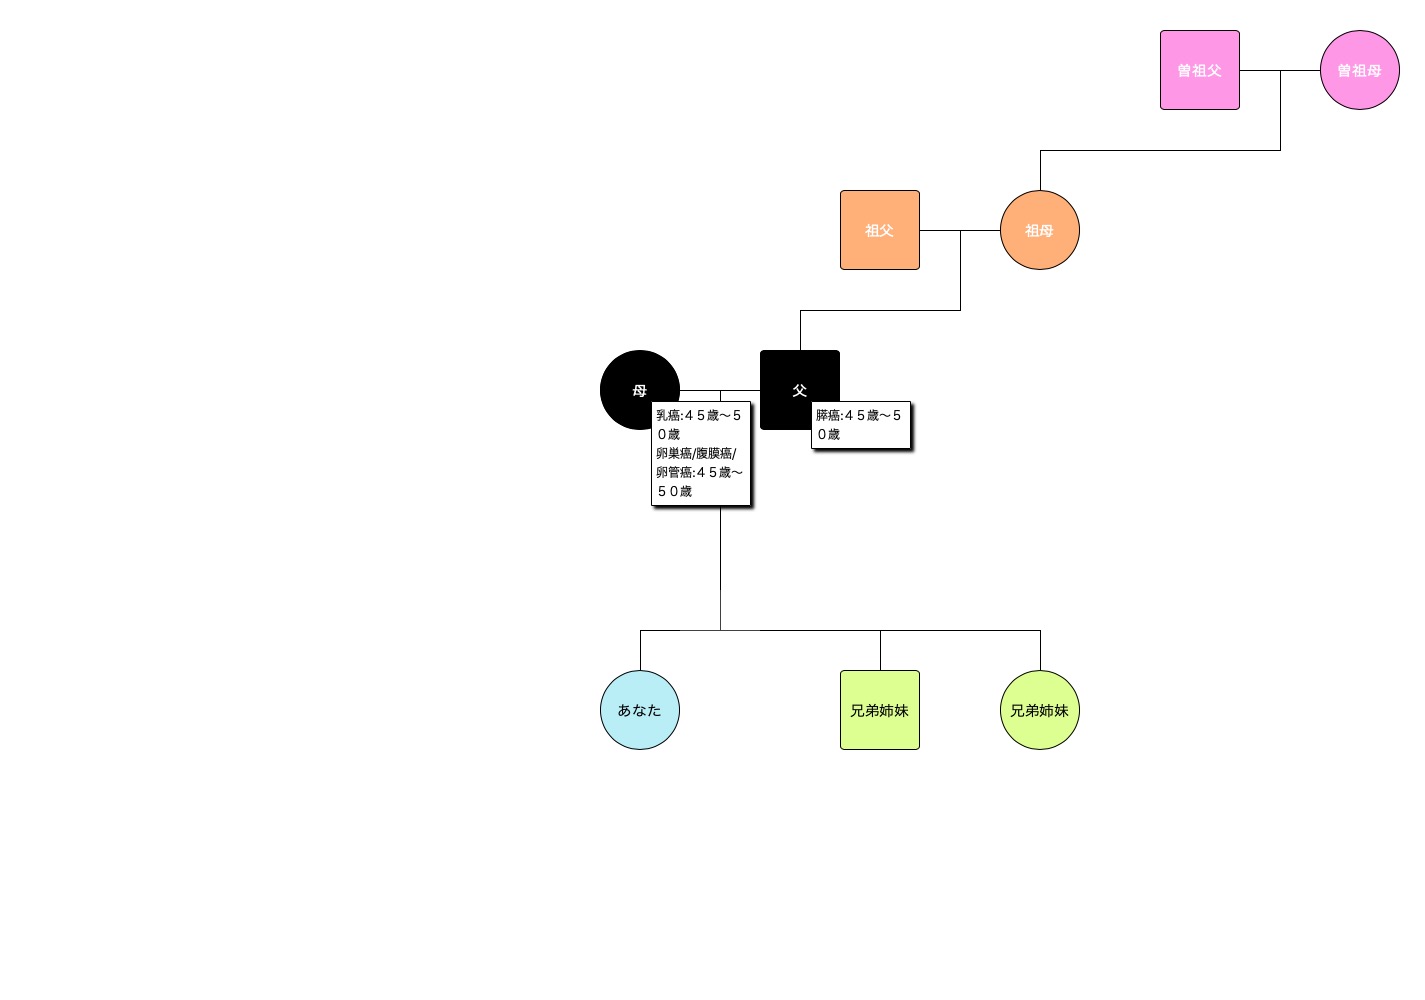 曽祖父
曽祖母
祖父
祖母
母
父
乳癌:４５歳〜５
０歳
卵巣癌/腹膜癌/
卵管癌:４５歳〜
５０歳
膵癌:４５歳〜５
０歳
あなた
兄弟姉妹
兄弟姉妹